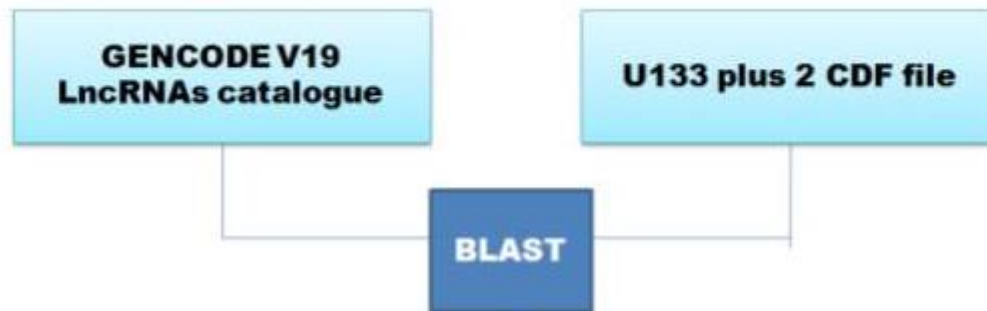 GENCODE V19
LncRNAs catalogue
U133 plus 2 CDF file
BLAST